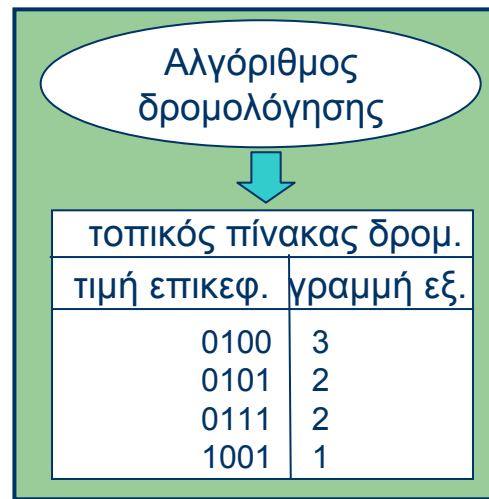 Αλγόριθμος
δρομολόγησης
τοπικός πίνακας δρομ.
τιμή επικεφ. γραμμή εξ.
0100 3
0101 2
0111 2
1001 1